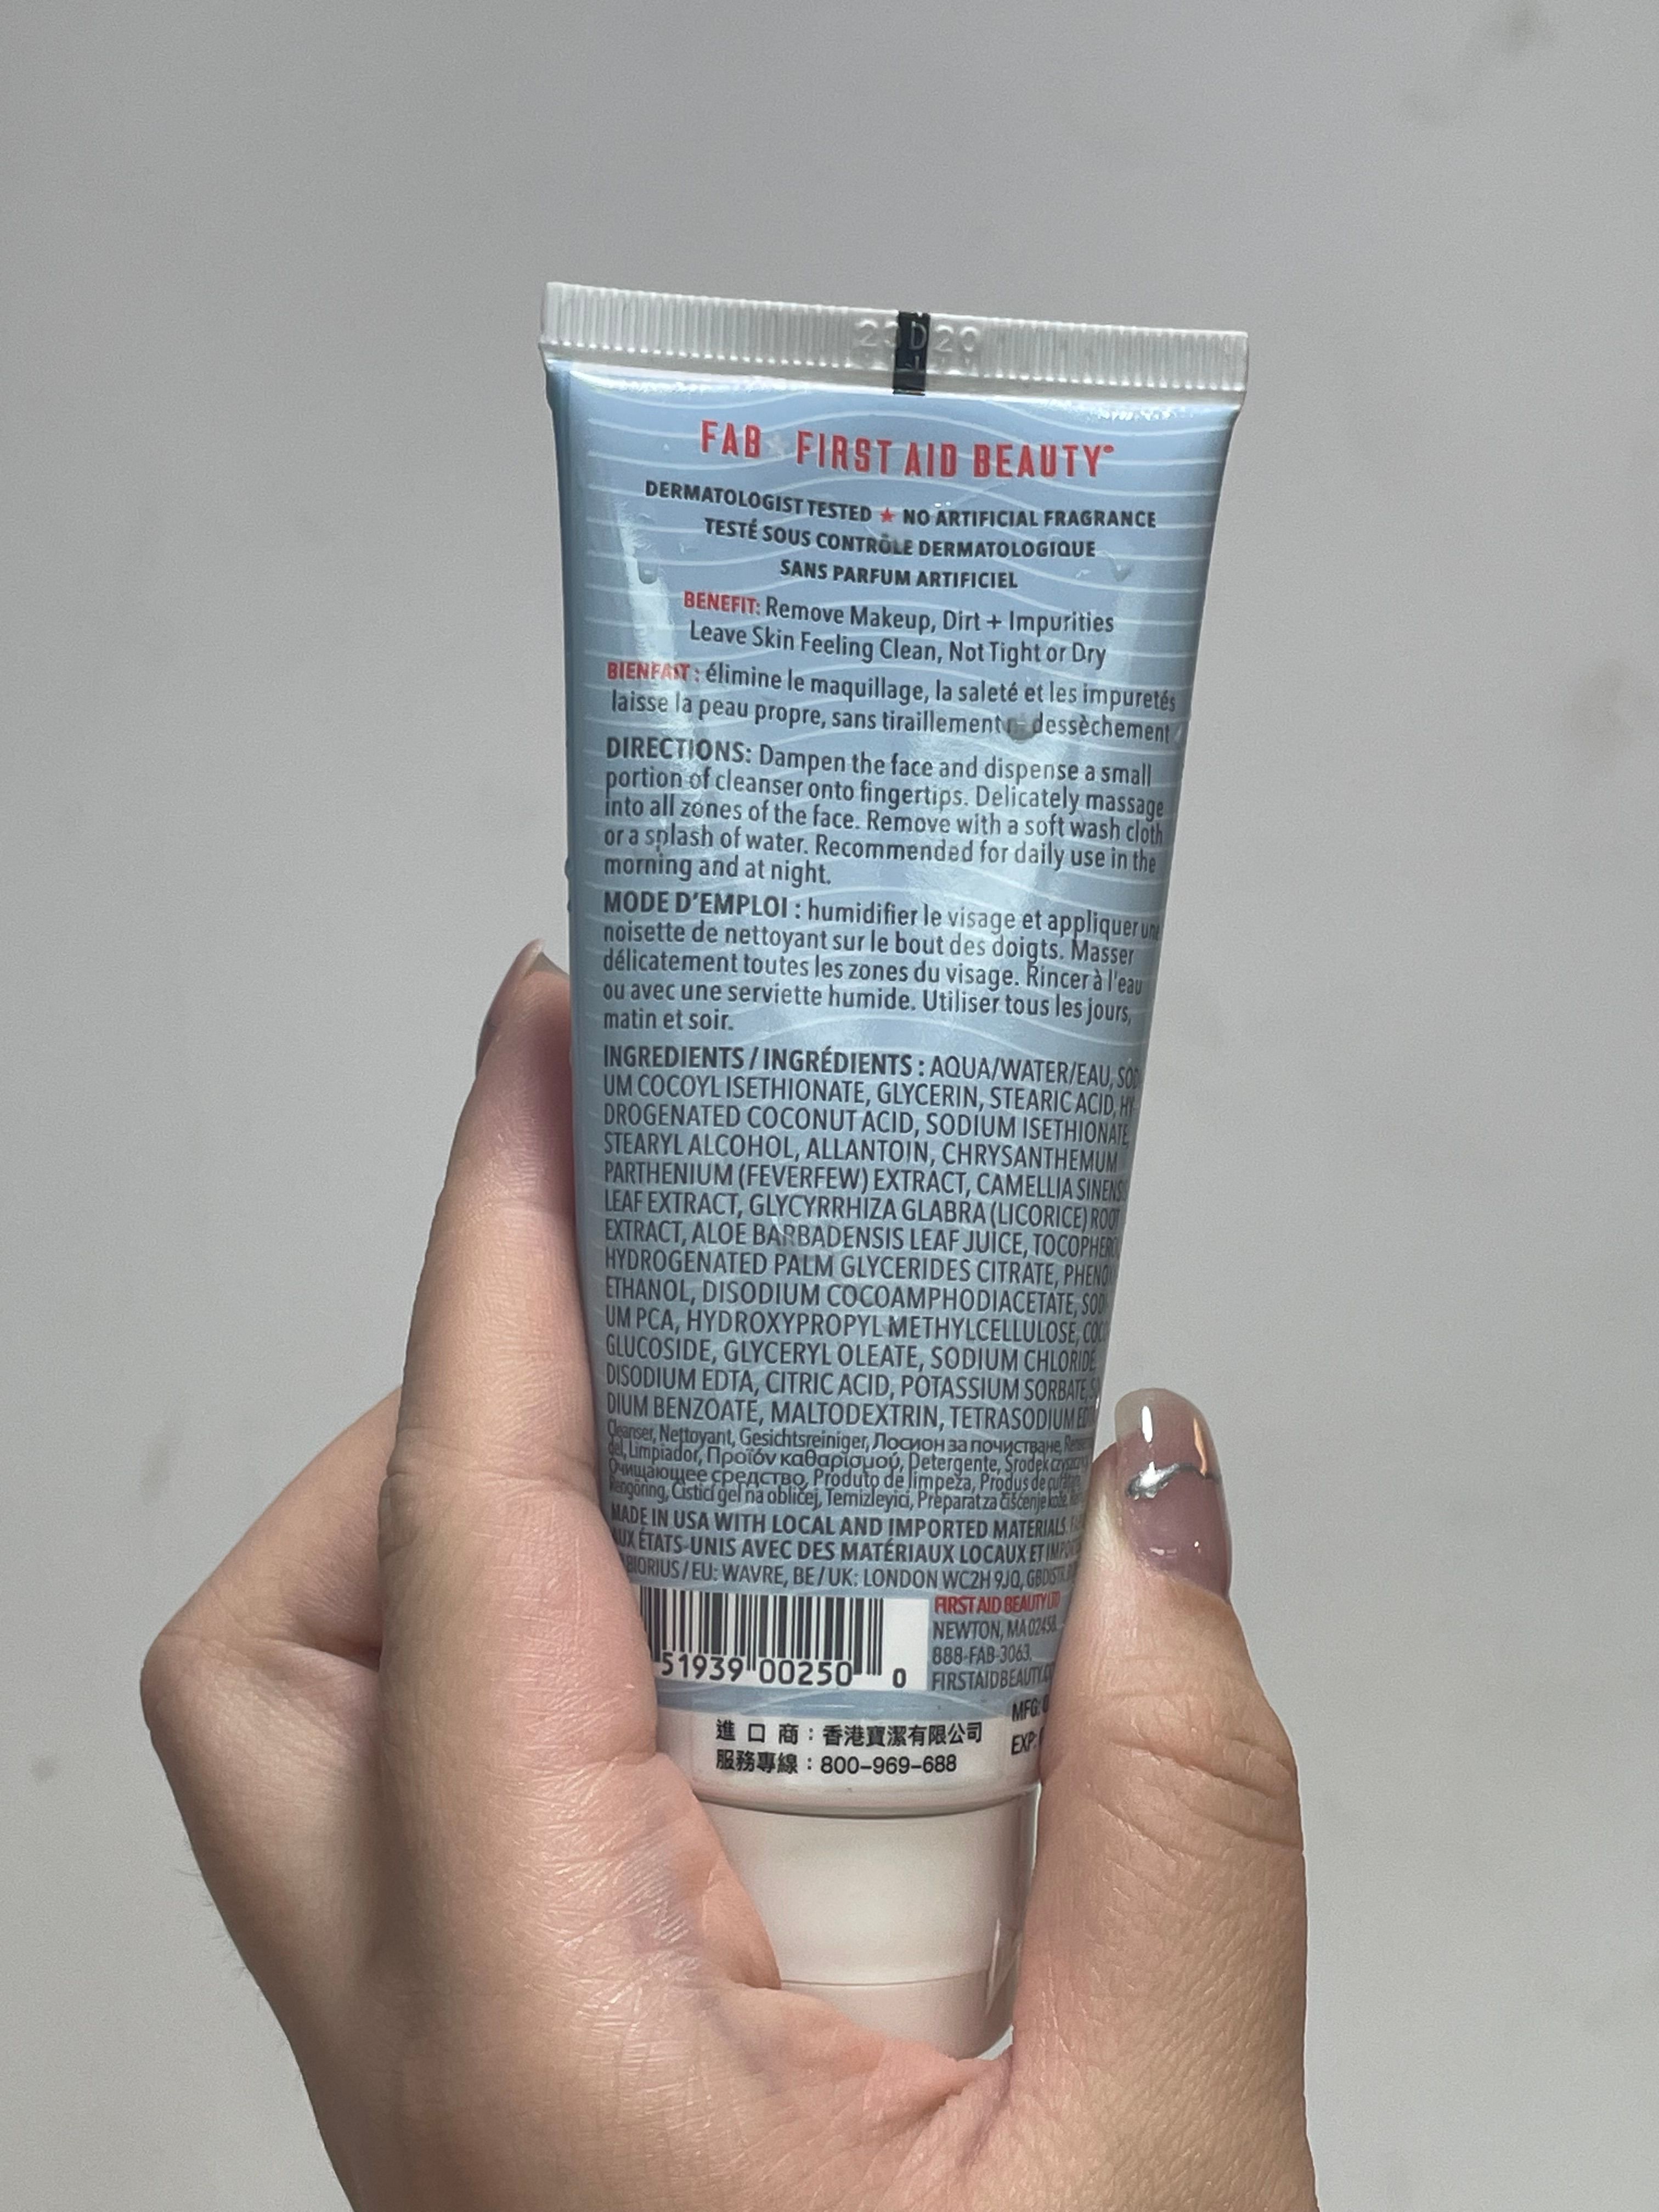 23D20
FAB FIRST AID BEAUTY®
DERMATOLOGIST TESTED ★ NO ARTIFICIAL FRAGRANCE
TESTÉ SOUS CONTRÔLE DERMATOLOGIQUE
SANS PARFUM ARTIFICIEL
BENEFIT: Remove Makeup, Dirt + Impurities
Leave Skin Feeling Clean, Not Tight or Dry
BIENFAIT : élimine le maquillage, la saleté et les impuretés
laisse la peau propre, sans tiraillement dessèchement
DIRECTIONS: Dampen the face and dispense a small
portion of cleanser onto fingertips. Delicately massage
into all zones of the face. Remove with a soft wash cloth
or a splash of water. Recommended for daily use in the
morning and at night.
MODE D'EMPLOI : humidifier le visage et appliquer une
noisette de nettoyant sur le bout des doigts. Masser
délicatement toutes les zones du visage. Rincer à l'eau
ou avec une serviette humide. Utiliser tous les jours,
matin et soir.
INGREDIENTS / INGRÉDIENTS : AQUA/WATER/EAU, SODI
UM COCOYL ISETHIONATE, GLYCERIN, STEARIC ACID, HY-
DROGENATED COCONUT ACID, SODIUM ISETHIONATE,
STEARYL ALCOHOL, ALLANTOIN, CHRYSANTHEMUM
PARTHENIUM (FEVERFEW) EXTRACT, CAMELLIA SINENS
LEAF EXTRACT, GLYCYRRHIZA GLABRA (LICORICE) ROOT
EXTRACT, ALOE BARBADENSIS LEAF JUICE, TOCOPHERO
HYDROGENATED PALM GLYCERIDES CITRATE, PHENO
ETHANOL, DISODIUM COCOAMPHODIACETATE, SODI
UM PCA, HYDROXYPROPYL METHYLCELLULOSE, COCO
GLUCOSIDE, GLYCERYL OLEATE, SODIUM CHLORIDE,
DISODIUM EDTA, CITRIC ACID, POTASSIUM SORBATE, S
DIUM BENZOATE, MALTODEXTRIN, TETRASODIUM EDT
Cleanser, Nettoyant, Gesichtsreiniger, Лосион за почистване,
del, Limpiador, Προϊόν καθαρισμού, Detergente, Środek czyszcz
Очищающее средство, Produto de limpeza, Produs de curățare
Rengöring, Čisticí gel na obličej, Temizleyici, Preparat za čišćenje kože,
MADE IN USA WITH LOCAL AND IMPORTED MATERIALS.
AUX ÉTATS-UNIS AVEC DES MATÉRIAUX LOCAUX ET IMPOR
BIORIUS / EU: WAVRE, BE / UK: LONDON WC2H 9JQ, GB DIST.
FIRST AID BEAUTY LTD
NEWTON, MA 02458
888-FAB-3063
FIRSTAIDBEAUTY.CO
51939 00250 0
MFG:
EXP:
進口商：香港寶潔有限公司
服務專線：800-969-688